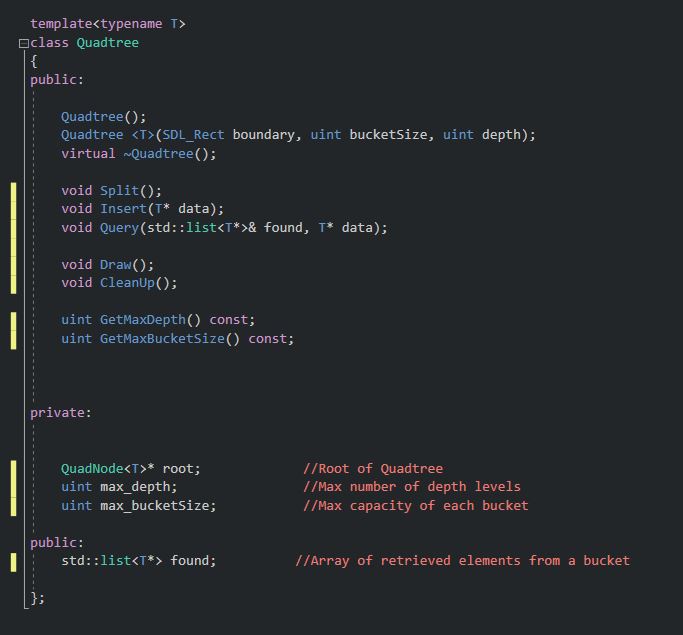 template<typename T>
class Quadtree
{
public:
Quadtree();
Quadtree <T>(SDL_Rect boundary, uint bucketSize, uint depth);
virtual ~Quadtree();
void Split();
void Insert(T* data);
void Query(std::list<T*>& found, T* data);
void Draw();
void CleanUp();
uint GetMaxDepth() const;
uint GetMaxBucketSize() const;
private:
QuadNode<T>* root; //Root of Quadtree
uint max_depth; //Max number of depth levels
uint max_bucketSize; //Max capacity of each bucket
public:
std::list<T*> found; //Array of retrieved elements from a bucket
};